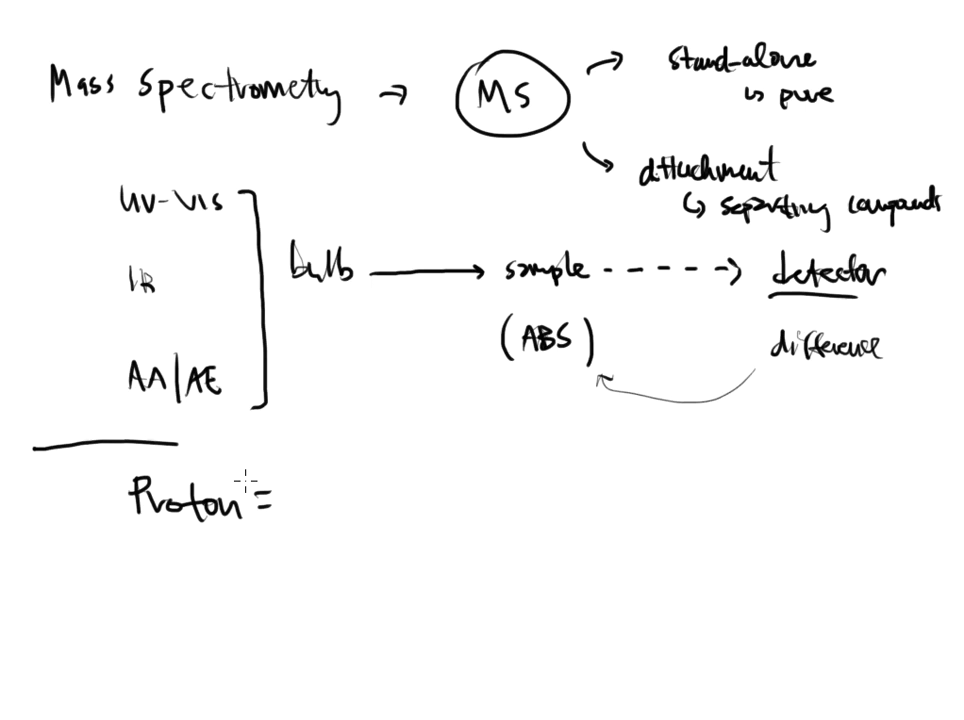 Mass Spectrometry → MS → Stand-alone
↳ pure
attachment
↳ separating compounds
UV-VIS
IR
AA|AE
bulb → sample ----> detector
(ABS)
difference
Proton =